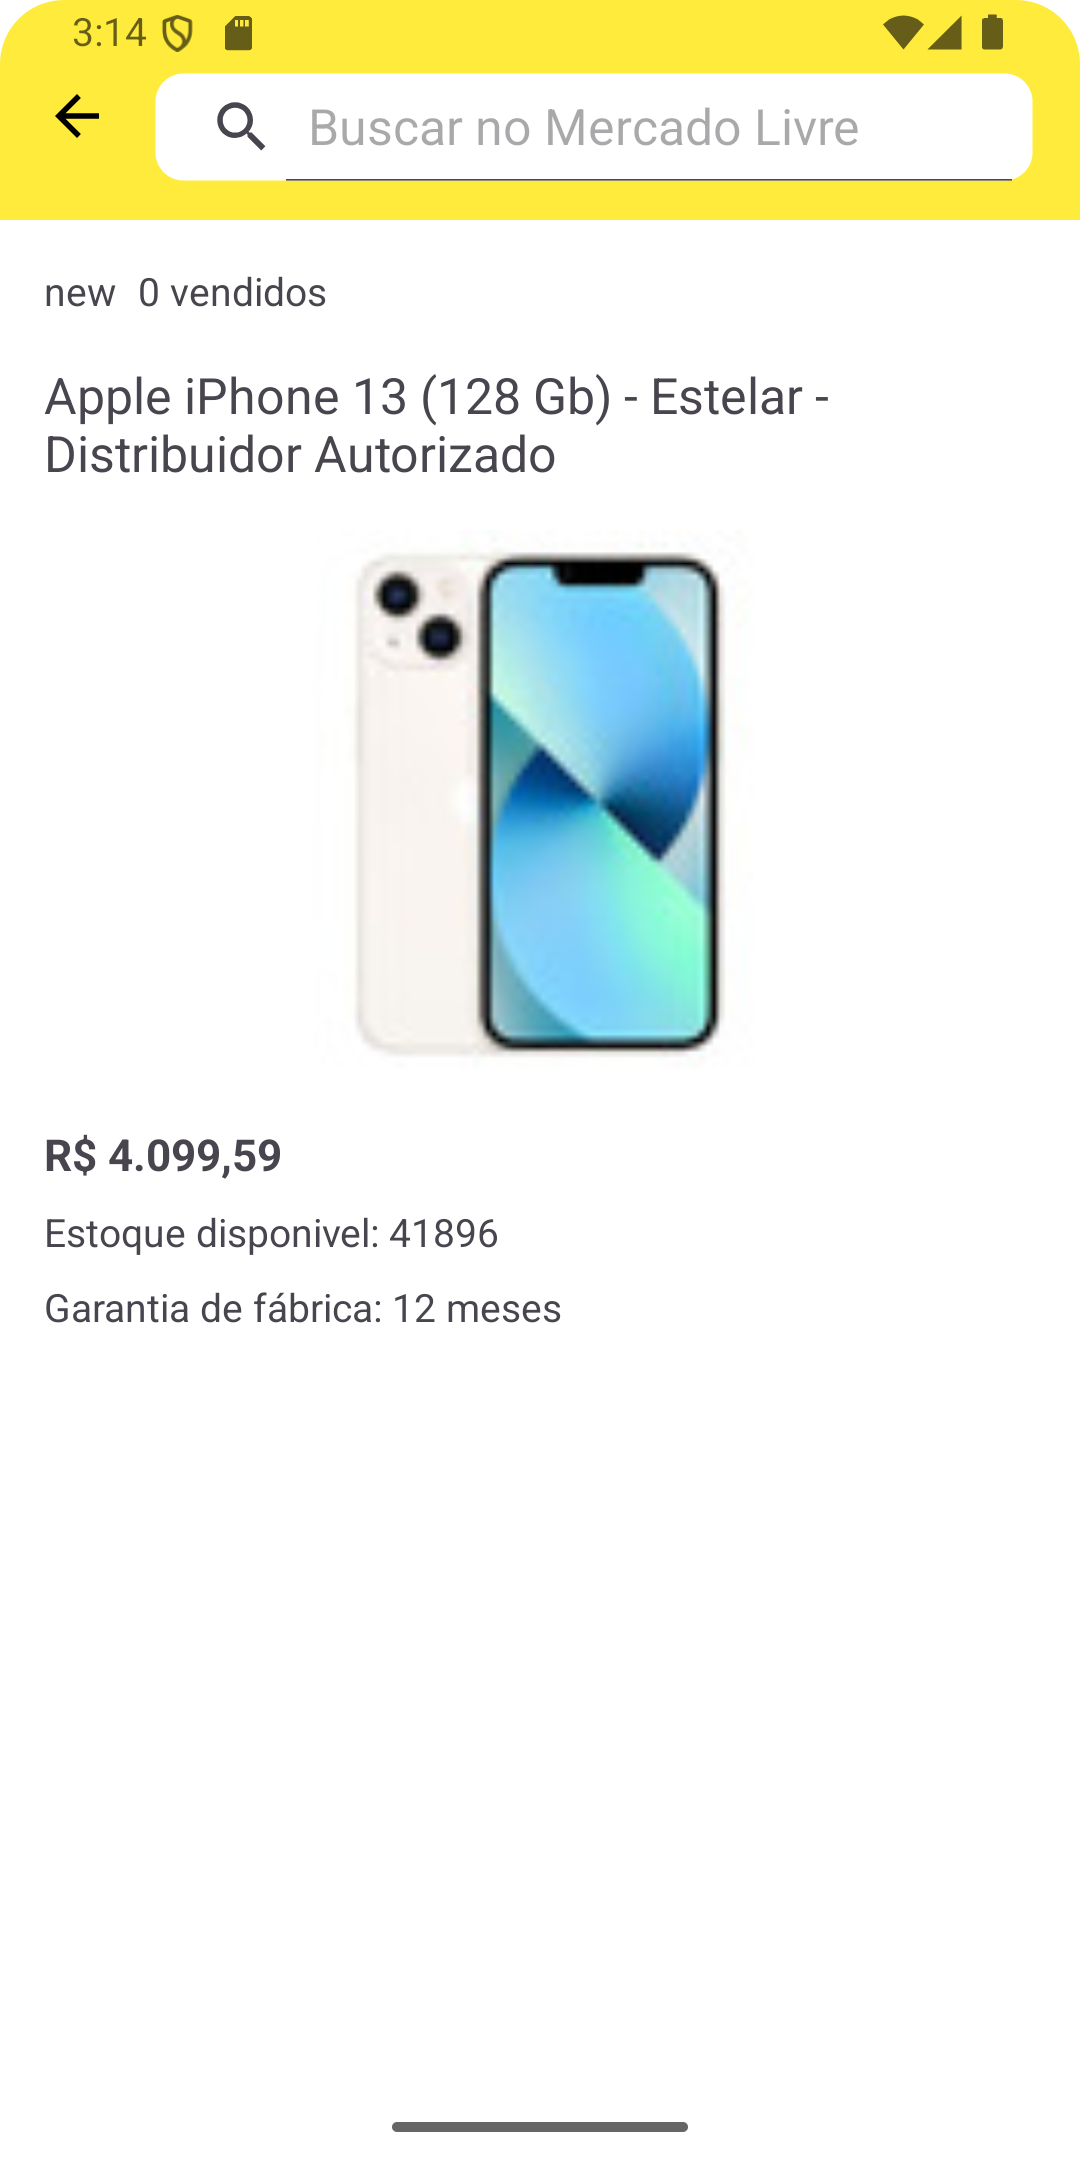 3:14
Buscar no Mercado Livre
new 0 vendidos
Apple iPhone 13 (128 Gb) - Estelar -
Distribuidor Autorizado
R$ 4.099,59
Estoque disponivel: 41896
Garantia de fábrica: 12 meses